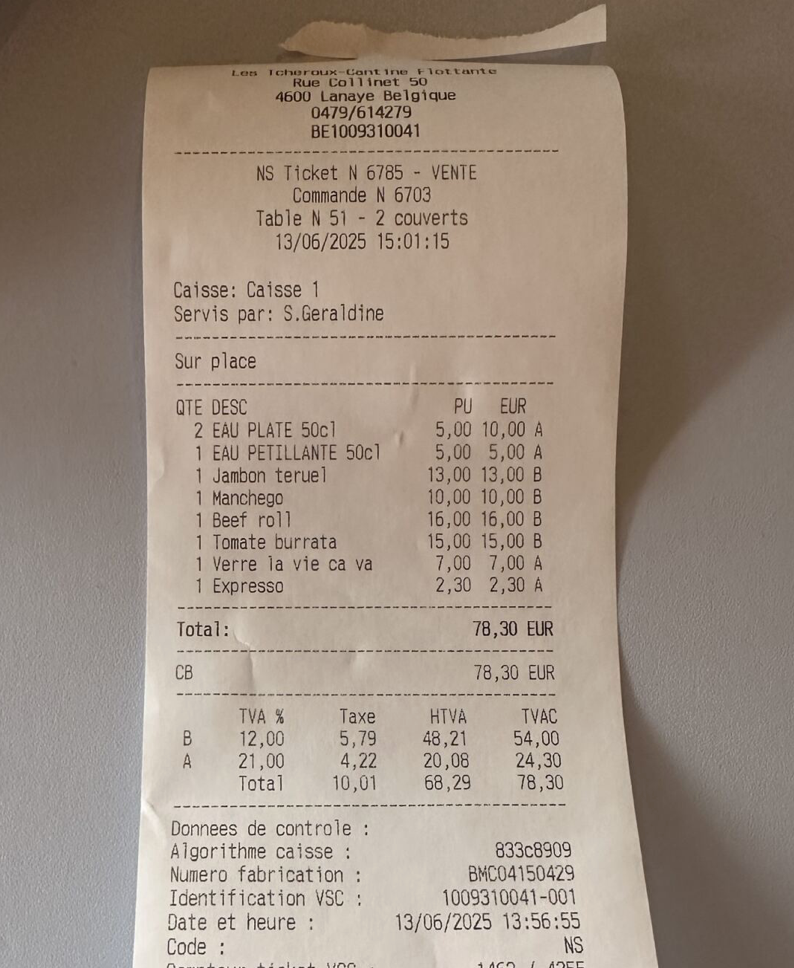 Les Tcheroux-Cantine Flottante
Rue Collinet 50
4600 Lanaye Belgique
0479/614279
BE1009310041
NS Ticket N 6785 - VENTE
Commande N 6703
Table N 51 - 2 couverts
13/06/2025 15:01:15
Caisse: Caisse 1
Servis par: S.Geraldine
Sur place
QTE DESC PU EUR
2 EAU PLATE 50cl 5,00 10,00 A
1 EAU PETILLANTE 50cl 5,00 5,00 A
1 Jambon teruel 13,00 13,00 B
1 Manchego 10,00 10,00 B
1 Beef roll 16,00 16,00 B
1 Tomate burrata 15,00 15,00 B
1 Verre la vie ca va 7,00 7,00 A
1 Expresso 2,30 2,30 A
Total: 78,30 EUR
CB 78,30 EUR
TVA % Taxe HTVA TVAC
B 12,00 5,79 48,21 54,00
A 21,00 4,22 20,08 24,30
Total 10,01 68,29 78,30
Donnees de controle :
Algorithme caisse : 833c8909
Numero fabrication : BMC04150429
Identification VSC : 1009310041-001
Date et heure : 13/06/2025 13:56:55
Code : NS